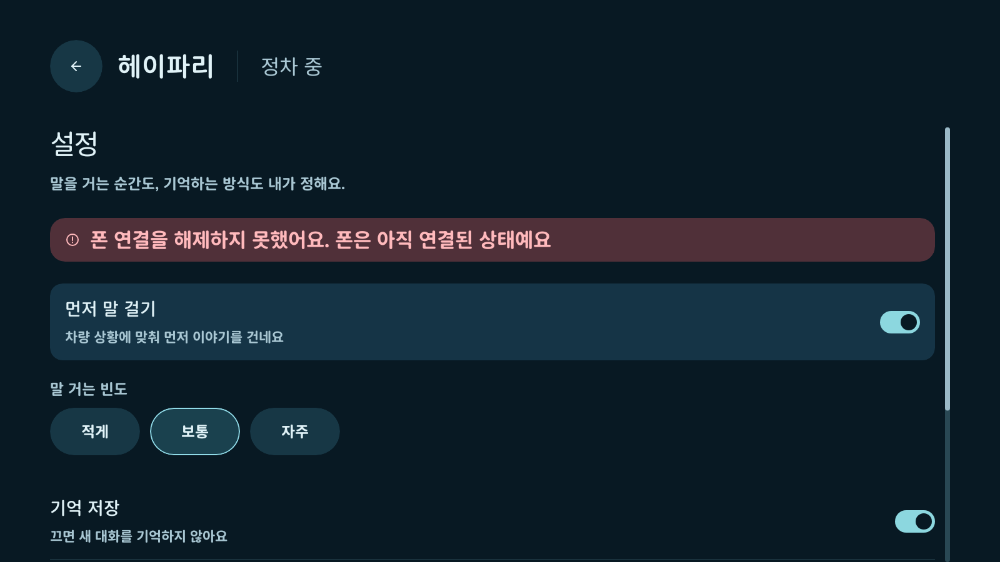 헤이파리
정차 중
설정
말을 거는 순간도, 기억하는 방식도 내가 정해요.
폰 연결을 해제하지 못했어요. 폰은 아직 연결된 상태예요
먼저 말 걸기
차량 상황에 맞춰 먼저 이야기를 건네요
말 거는 빈도
적게
보통
자주
기억 저장
끄면 새 대화를 기억하지 않아요